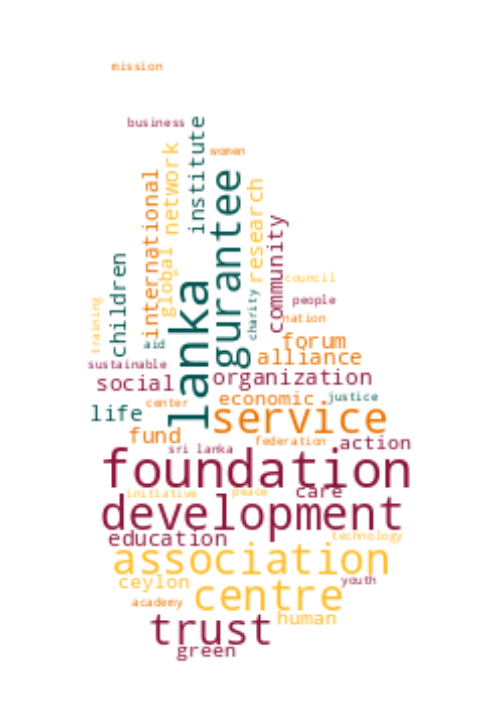 mission
business
institute
women
network
international
gurantee
research
community
children
global
lanka
charity
council
people
nation
training
aid
forum
alliance
sustainable
social
organization
life
center
economic
justice
service
fund
federation
action
sri lanka
foundation
initiative
peace
care
development
education
technology
association
ceylon
youth
centre
academy
human
trust
green